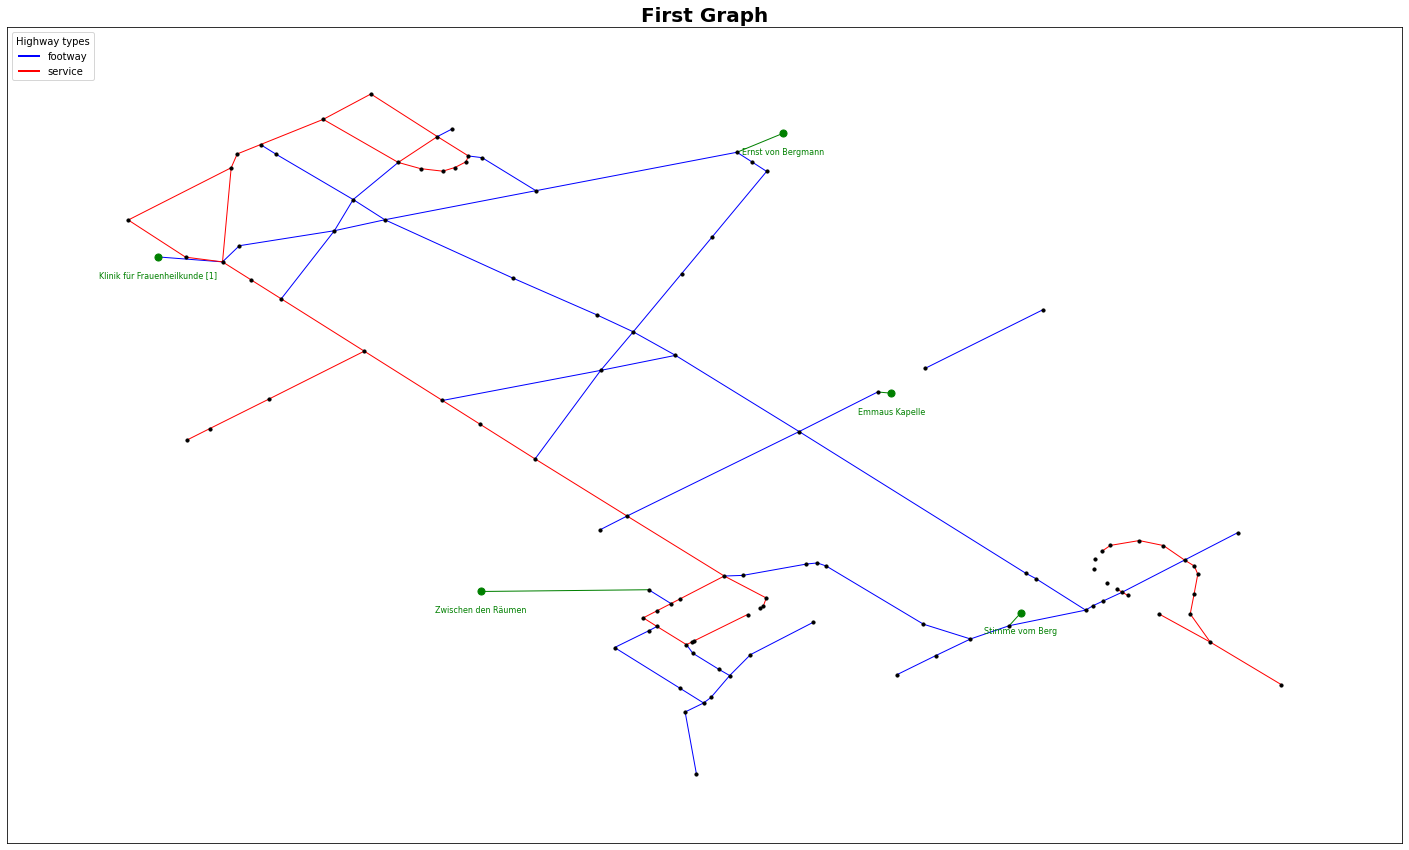 First Graph
Highway types
footway
service
Ernst von Bergmann
Klinik für Frauenheilkunde [1]
Emmaus Kapelle
Zwischen den Räumen
Stimme vom Berg